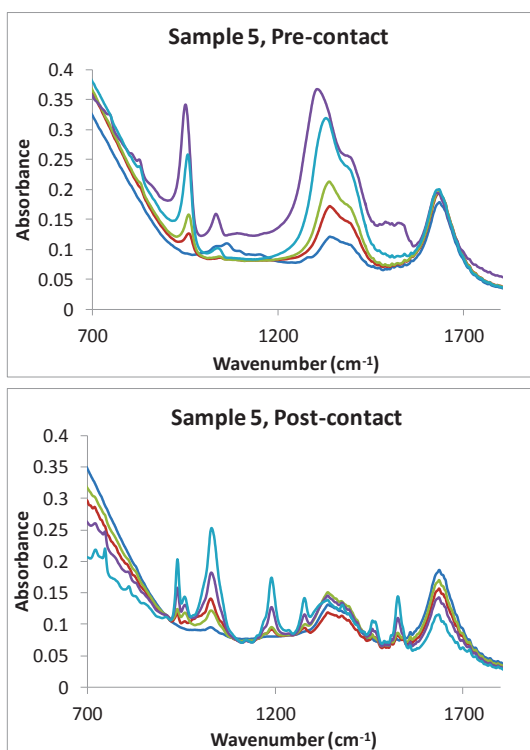 Sample 5, Pre-contact
0.4
0.35
0.3
0.25
0.2
0.15
0.1
0.05
0
Absorbance
700 1200 1700
Wavenumber (cm⁻¹)
Sample 5, Post-contact
0.4
0.35
0.3
0.25
0.2
0.15
0.1
0.05
0
Absorbance
700 1200 1700
Wavenumber (cm⁻¹)